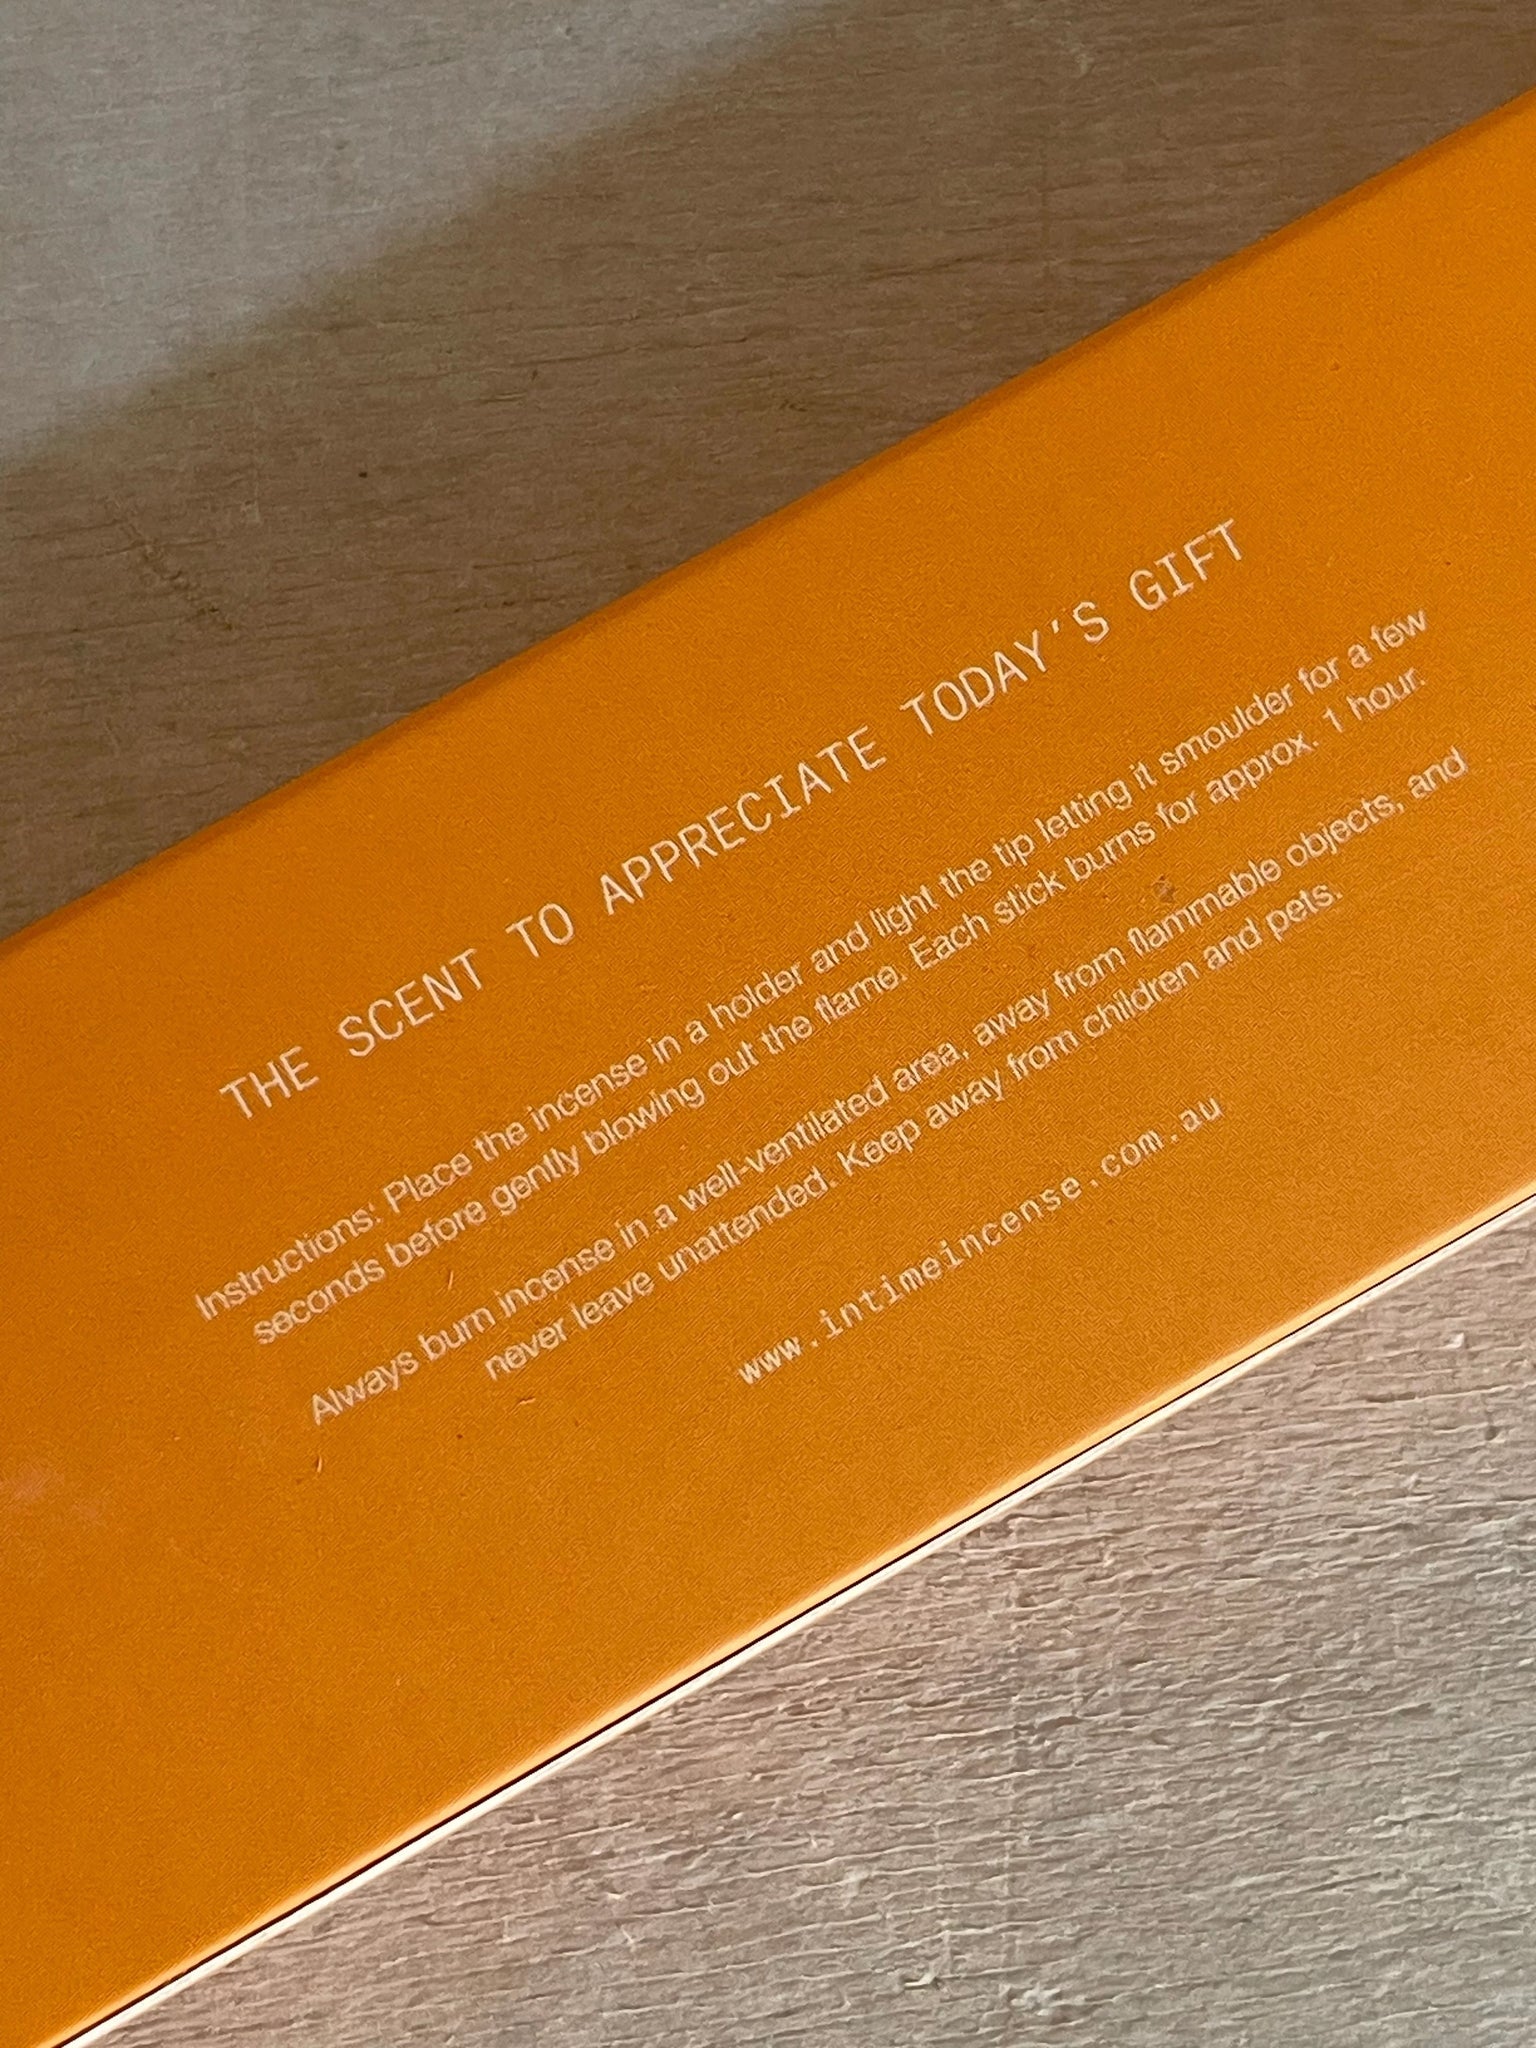 THE SCENT TO APPRECIATE TODAY'S GIFT
Instructions: Place the incense in a holder and light the tip letting it smoulder for a few
seconds before gently blowing out the flame. Each stick burns for approx. 1 hour.
Always burn incense in a well-ventilated area, away from flammable objects, and
never leave unattended. Keep away from children and pets.
www.intimeincense.com.au